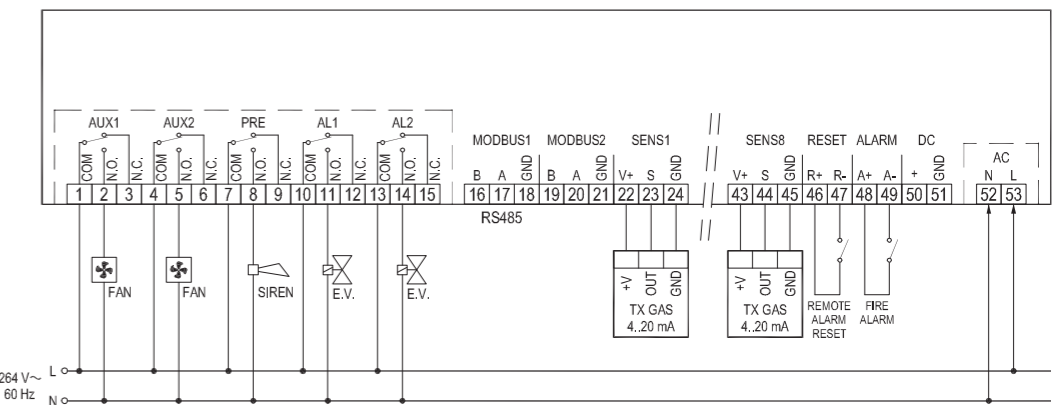 AUX1 AUX2 PRE AL1 AL2
COM N.O. N.C. COM N.O. N.C. COM N.O. N.C. COM N.O. N.C. COM N.O. N.C.
MODBUS1 MODBUS2 SENS1 SENS8 RESET ALARM DC AC
B A GND B A GND V+ S GND V+ S GND R+ R- A+ A- + - N L
1 2 3 4 5 6 7 8 9 10 11 12 13 14 15 16 17 18 19 20 21 22 23 24 43 44 45 46 47 48 49 50 51 52 53
RS485
FAN FAN SIREN E.V. E.V.
+V OUT GND
TX GAS
4..20 mA
+V OUT GND
TX GAS
4..20 mA
REMOTE
ALARM
RESET
FIRE
ALARM
264 V~ L
60 Hz N